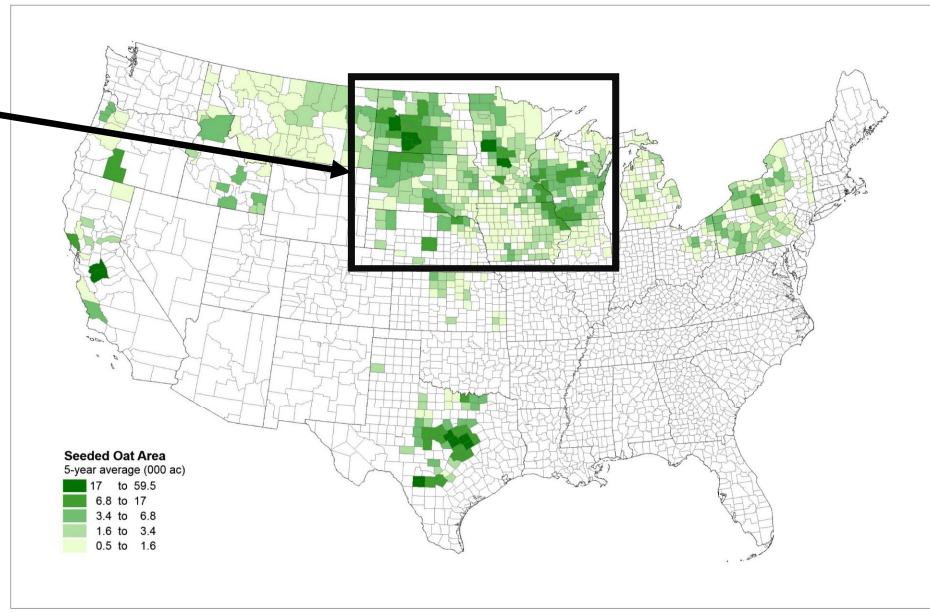 Seeded Oat Area
5-year average (000 ac)
17 to 59.5
6.8 to 17
3.4 to 6.8
1.6 to 3.4
0.5 to 1.6